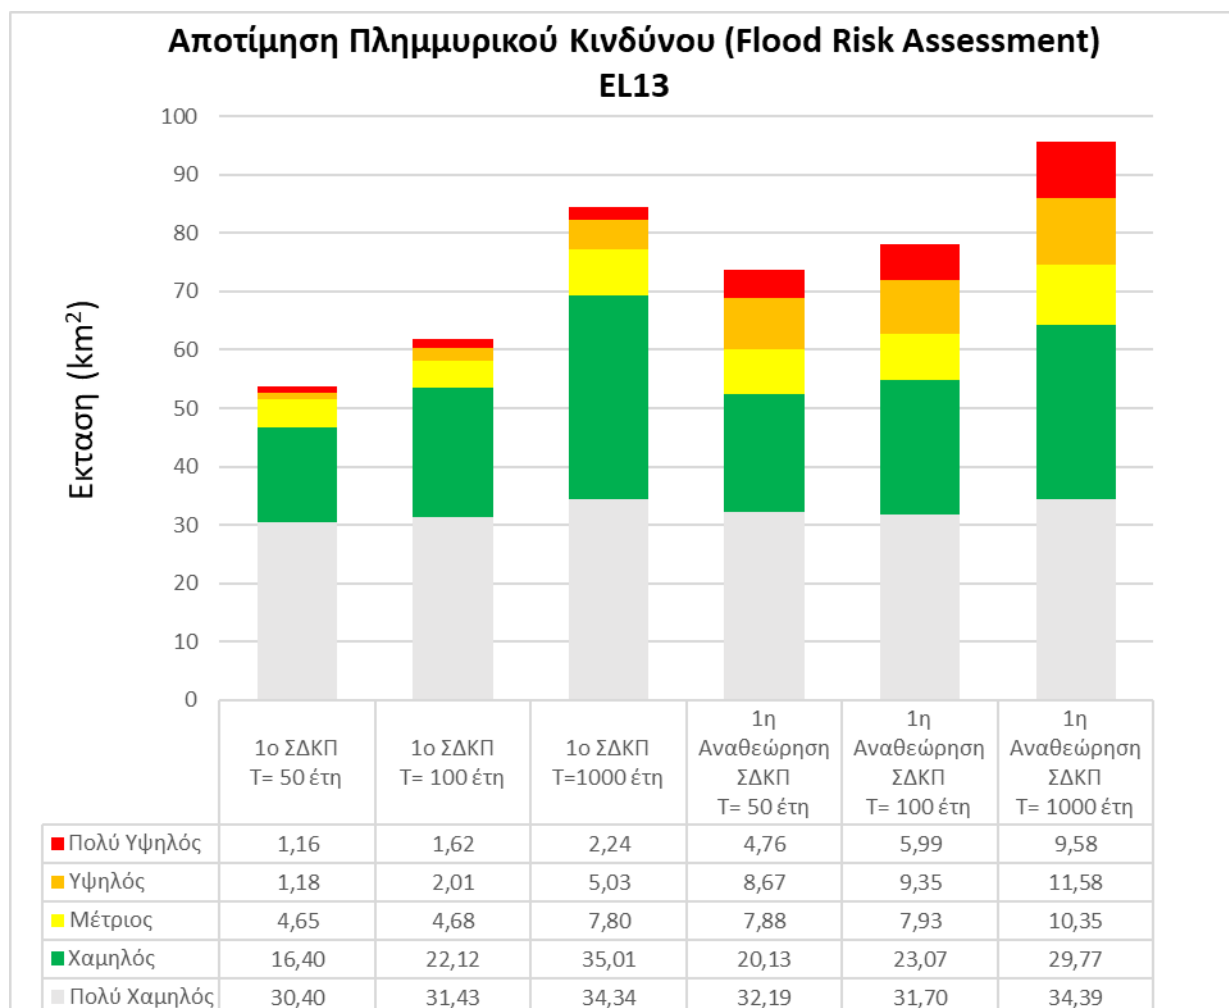 Αποτίμηση Πλημμυρικού Κινδύνου (Flood Risk Assessment)
EL13
Εκταση (km²)
100
90
80
70
60
50
40
30
20
10
0
1ο ΣΔΚΠ
Τ= 50 έτη
1ο ΣΔΚΠ
Τ= 100 έτη
1ο ΣΔΚΠ
Τ=1000 έτη
1η
Αναθεώρηση
ΣΔΚΠ
Τ= 50 έτη
1η
Αναθεώρηση
ΣΔΚΠ
Τ= 100 έτη
1η
Αναθεώρηση
ΣΔΚΠ
Τ= 1000 έτη
Πολύ Υψηλός 1,16 1,62 2,24 4,76 5,99 9,58
Υψηλός 1,18 2,01 5,03 8,67 9,35 11,58
Μέτριος 4,65 4,68 7,80 7,88 7,93 10,35
Χαμηλός 16,40 22,12 35,01 20,13 23,07 29,77
Πολύ Χαμηλός 30,40 31,43 34,34 32,19 31,70 34,39